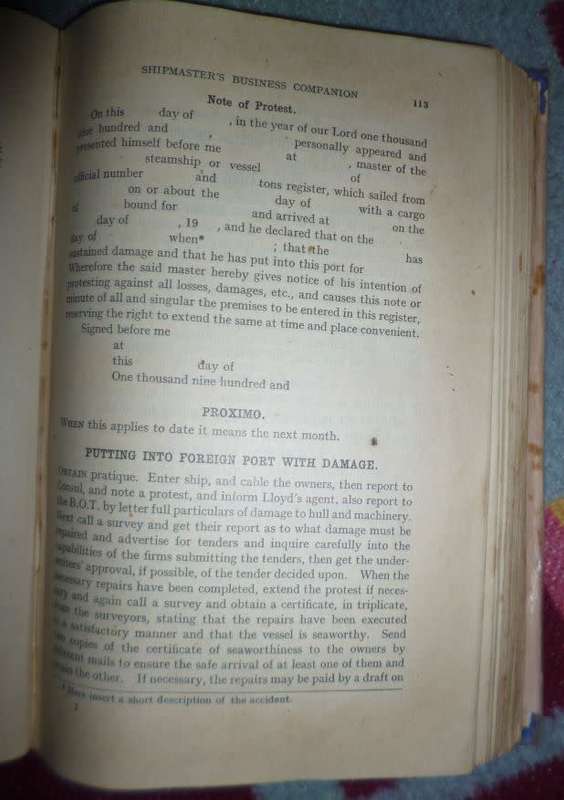 SHIPMASTER'S BUSINESS COMPANION 113
Note of Protest.
On this day of , in the year of our Lord one thousand
nine hundred and , personally appeared and
presented himself before me at , master of the
steamship or vessel of
official number and tons register, which sailed from
on or about the day of with a cargo
of bound for and arrived at on the
day of , 19 , and he declared that on the
day of when* ; that the has
sustained damage and that he has put into this port for
Wherefore the said master hereby gives notice of his intention of
protesting against all losses, damages, etc., and causes this note or
minute of all and singular the premises to be entered in this register,
reserving the right to extend the same at time and place convenient.
Signed before me
at
this day of
One thousand nine hundred and
PROXIMO.
WHEN this applies to date it means the next month.
PUTTING INTO FOREIGN PORT WITH DAMAGE.
OBTAIN pratique. Enter ship, and cable the owners, then report to
Consul, and note a protest, and inform Lloyd's agent, also report to
the B.O.T. by letter full particulars of damage to hull and machinery.
Next call a survey and get their report as to what damage must be
repaired and advertise for tenders and inquire carefully into the
capabilities of the firms submitting the tenders, then get the under-
writers' approval, if possible, of the tender decided upon. When the
necessary repairs have been completed, extend the protest if neces-
sary and again call a survey and obtain a certificate, in triplicate,
from the surveyors, stating that the repairs have been executed
in a satisfactory manner and that the vessel is seaworthy. Send
two copies of the certificate of seaworthiness to the owners by
different mails to ensure the safe arrival of at least one of them and
retain the other. If necessary, the repairs may be paid by a draft on
* Here insert a short description of the accident.